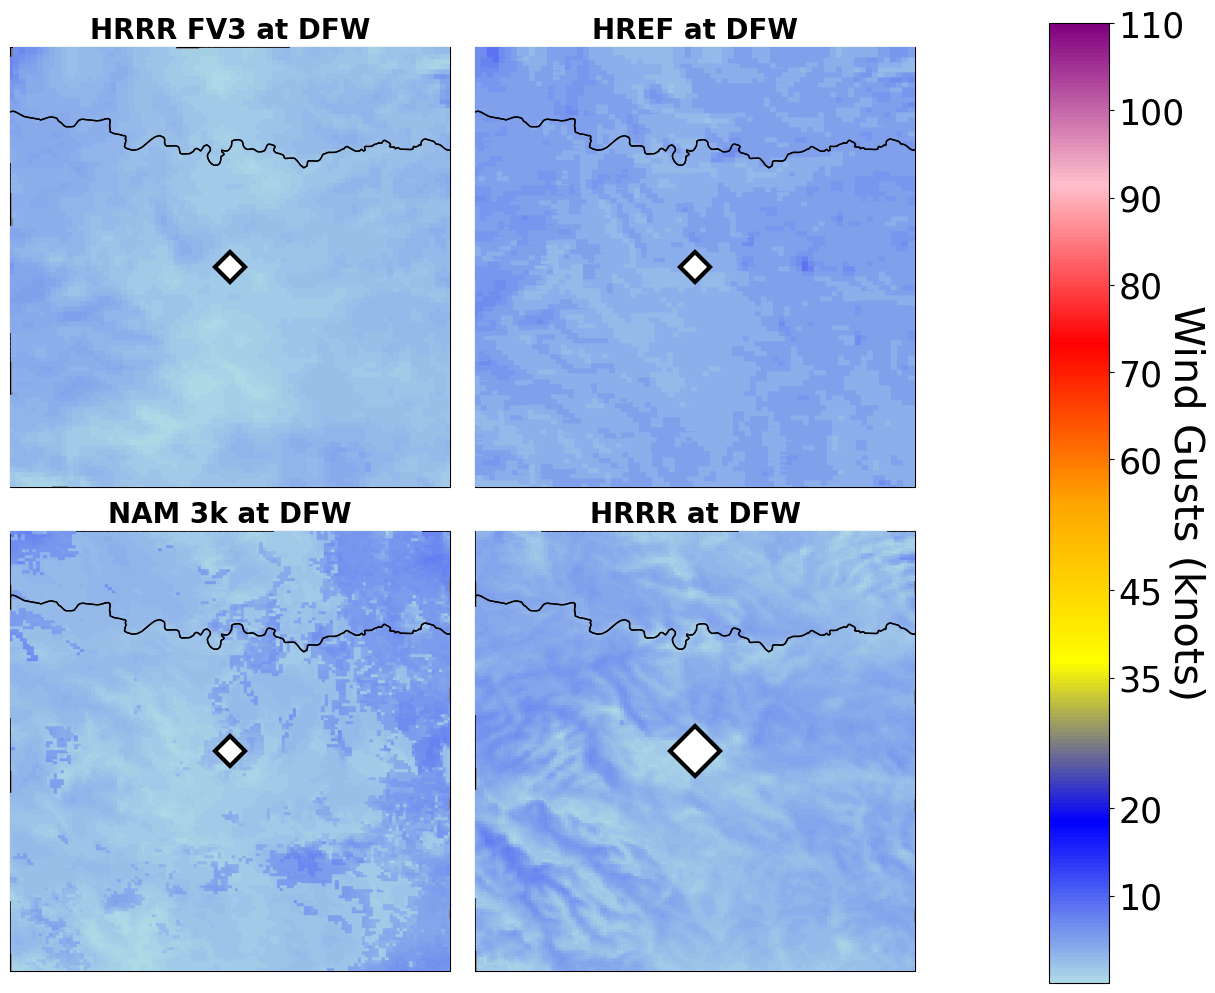 HRRR FV3 at DFW
HREF at DFW
NAM 3k at DFW
HRRR at DFW
110
100
90
80
70
60
45
35
20
10
Wind Gusts (knots)